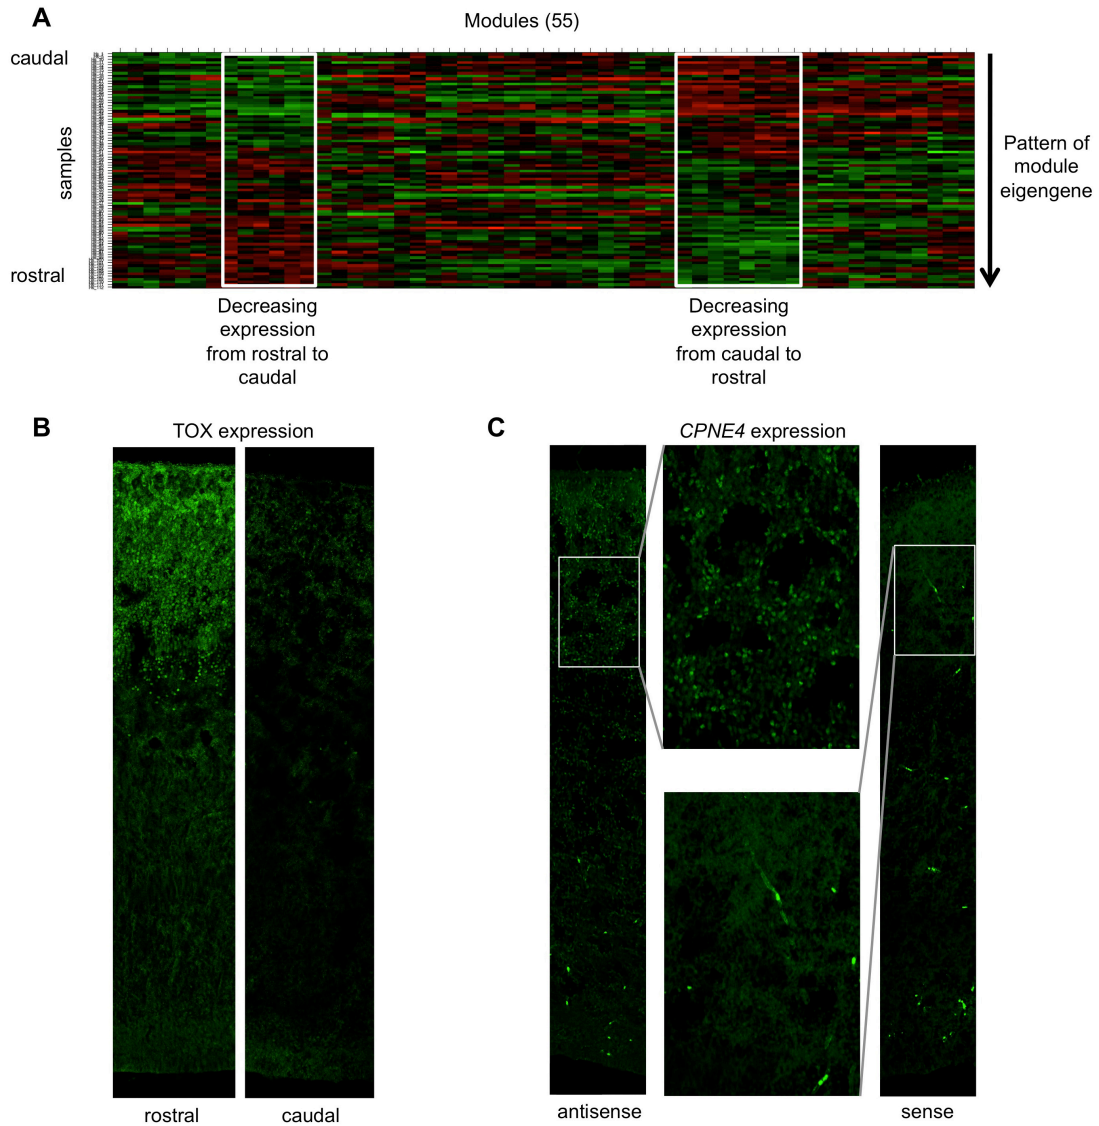 A
Modules (55)
caudal
samples
rostral
Pattern of
module
eigengene
Decreasing
expression
from rostral to
caudal
Decreasing
expression
from caudal to
rostral
B
TOX expression
rostral
caudal
C
CPNE4 expression
antisense
sense